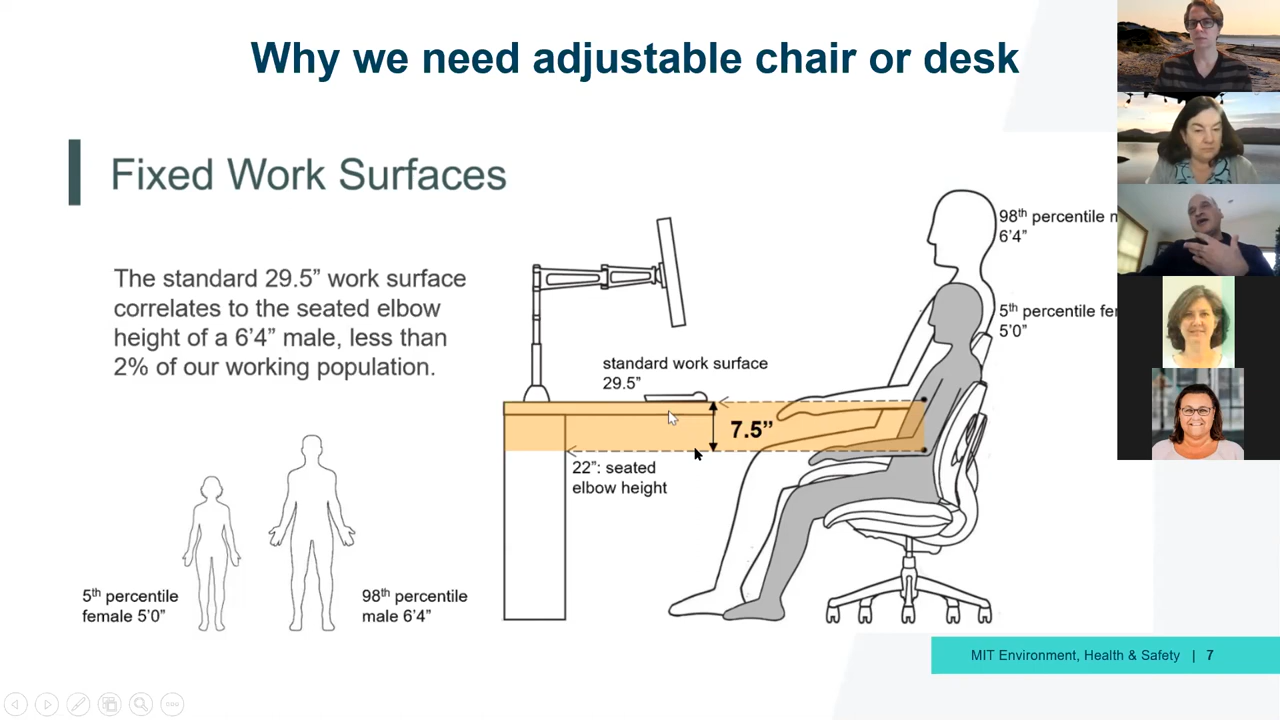 Why we need adjustable chair or desk
Fixed Work Surfaces
The standard 29.5” work surface
correlates to the seated elbow
height of a 6’4” male, less than
2% of our working population.
98th percentile
6’4”
5th percentile
5’0”
standard work surface
29.5”
7.5”
22”: seated
elbow height
5th percentile
female 5’0”
98th percentile
male 6’4”
MIT Environment, Health & Safety | 7